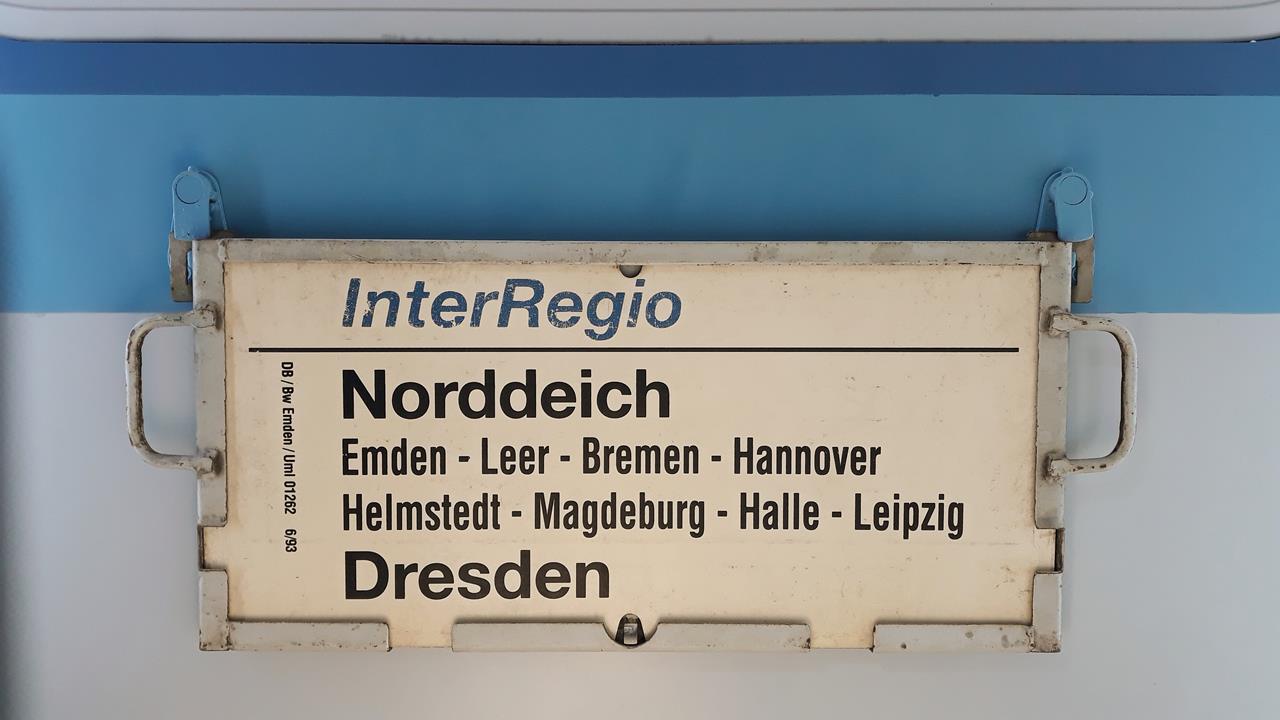 InterRegio
Norddeich
Emden - Leer - Bremen - Hannover
Helmstedt - Magdeburg - Halle - Leipzig
Dresden
DB / Bw Emden / Uml 01262 6/93